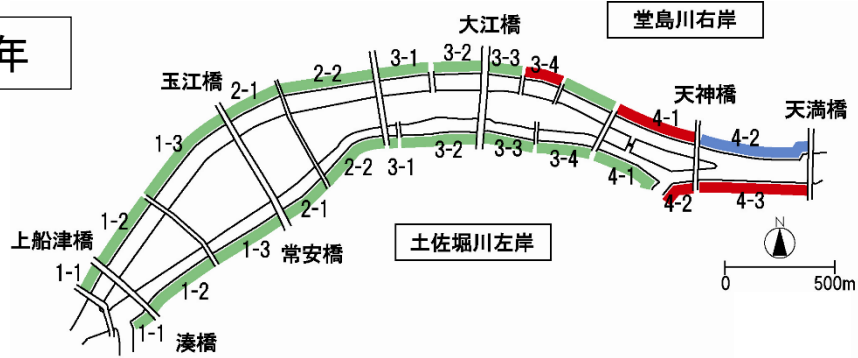 年
堂島川右岸
大江橋
玉江橋
天神橋
天満橋
上船津橋
常安橋
湊橋
土佐堀川左岸
1-1
1-2
1-3
2-1
2-2
3-1
3-2
3-3
3-4
4-1
4-2
1-1
1-2
1-3
2-1
2-2
3-1
3-2
3-3
3-4
4-1
4-2
4-3
N
0
500m